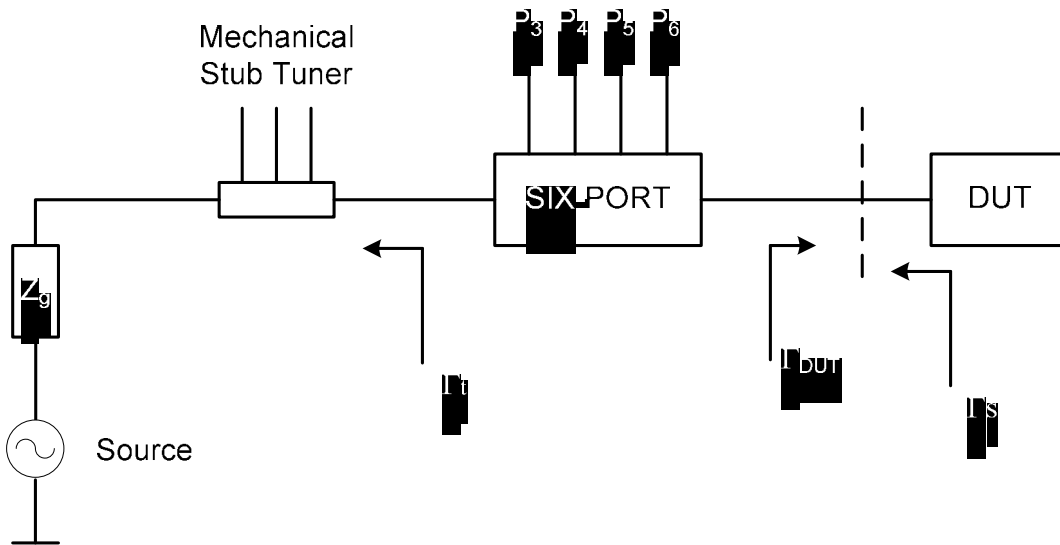 Mechanical
Stub Tuner
P3 P4 P5 P6
SIX-PORT
DUT
Zg
Γt
ΓDUT
Γs
Source